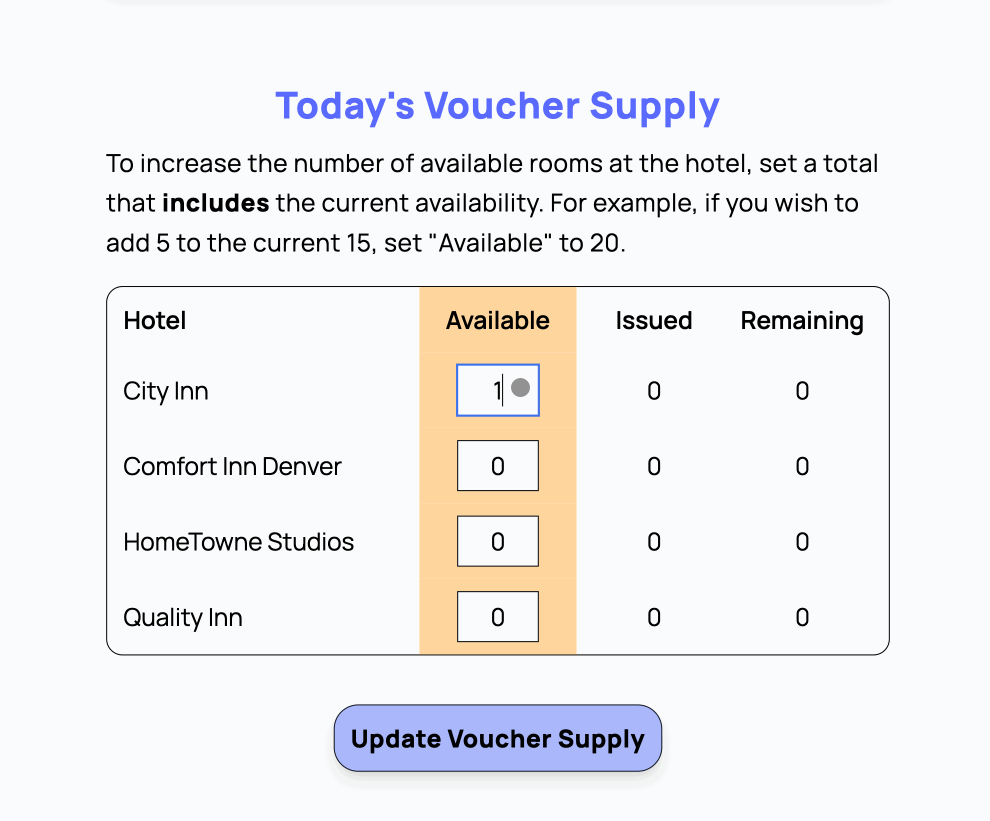 Today's Voucher Supply
To increase the number of available rooms at the hotel, set a total
that includes the current availability. For example, if you wish to
add 5 to the current 15, set "Available" to 20.
Hotel Available Issued Remaining
City Inn 1 0 0
Comfort Inn Denver 0 0 0
HomeTowne Studios 0 0 0
Quality Inn 0 0 0
Update Voucher Supply